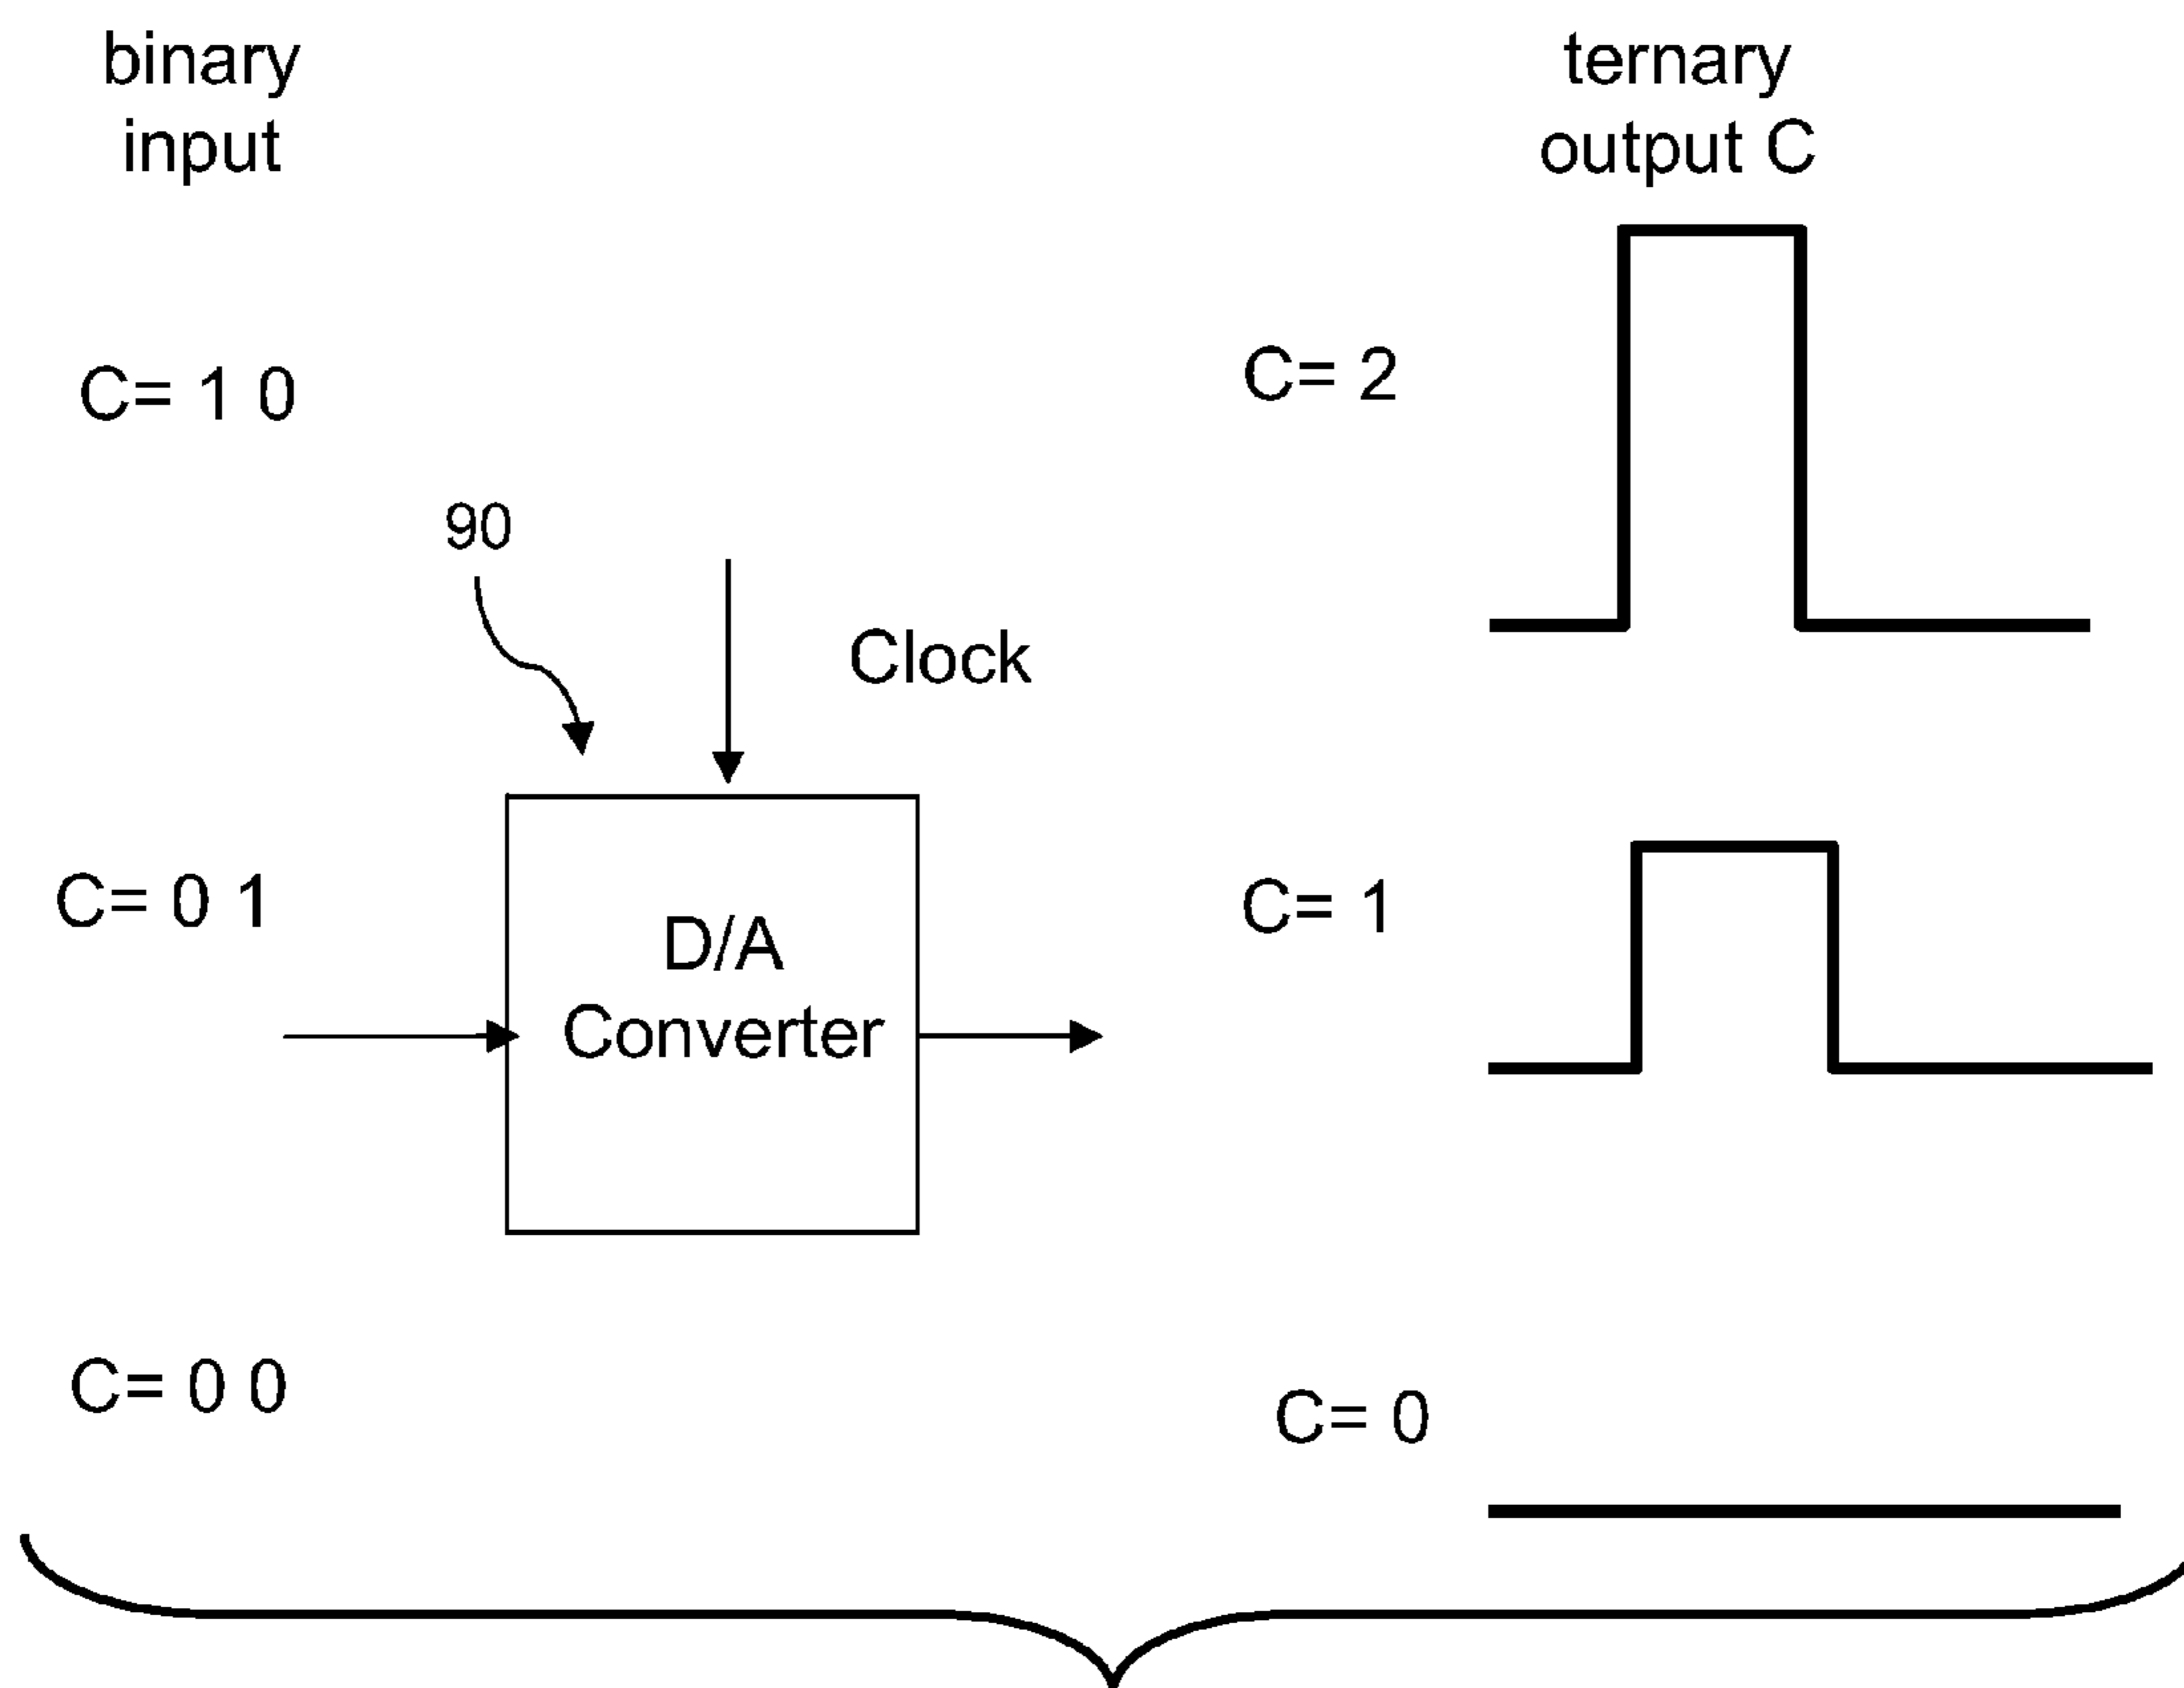 binary
input
ternary
output C
C= 1 0
C= 2
90
Clock
C= 0 1
C= 1
D/A
Converter
C= 0 0
C= 0